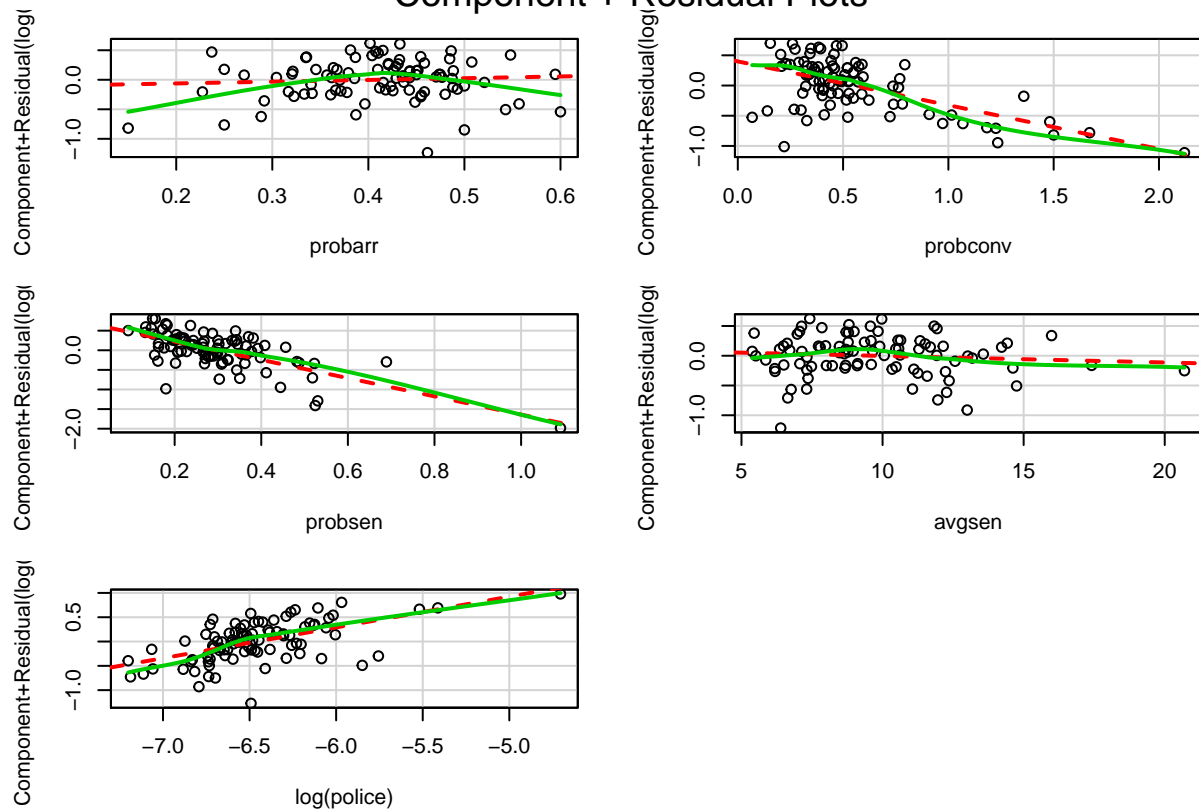 Component + Residual Plots
Component+Residual(log(
0.0
−1.0
0.2 0.3 0.4 0.5 0.6
probarr
Component+Residual(log(
0.0
−1.0
0.0 0.5 1.0 1.5 2.0
probconv
Component+Residual(log(
0.0
−2.0
0.2 0.4 0.6 0.8 1.0
probsen
Component+Residual(log(
0.0
−1.0
5 10 15 20
avgsen
Component+Residual(log(
0.5
−1.0
−7.0 −6.5 −6.0 −5.5 −5.0
log(police)